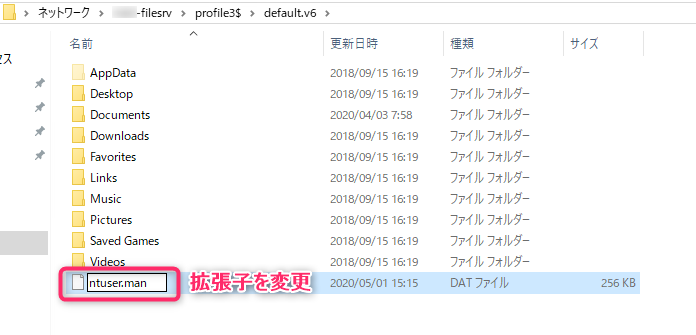 ネットワーク > -filesrv > profile3$ > default.v6 >
名前 更新日時 種類 サイズ
セス
AppData 2018/09/15 16:19 ファイル フォルダー
Desktop 2018/09/15 16:19 ファイル フォルダー
Documents 2020/04/03 7:58 ファイル フォルダー
Downloads 2018/09/15 16:19 ファイル フォルダー
Favorites 2018/09/15 16:19 ファイル フォルダー
Links 2018/09/15 16:19 ファイル フォルダー
Music 2018/09/15 16:19 ファイル フォルダー
Pictures 2018/09/15 16:19 ファイル フォルダー
Saved Games 2018/09/15 16:19 ファイル フォルダー
Videos 2018/09/15 16:19 ファイル フォルダー
ntuser.man 拡張子を変更 2020/05/01 15:15 DAT ファイル 256 KB